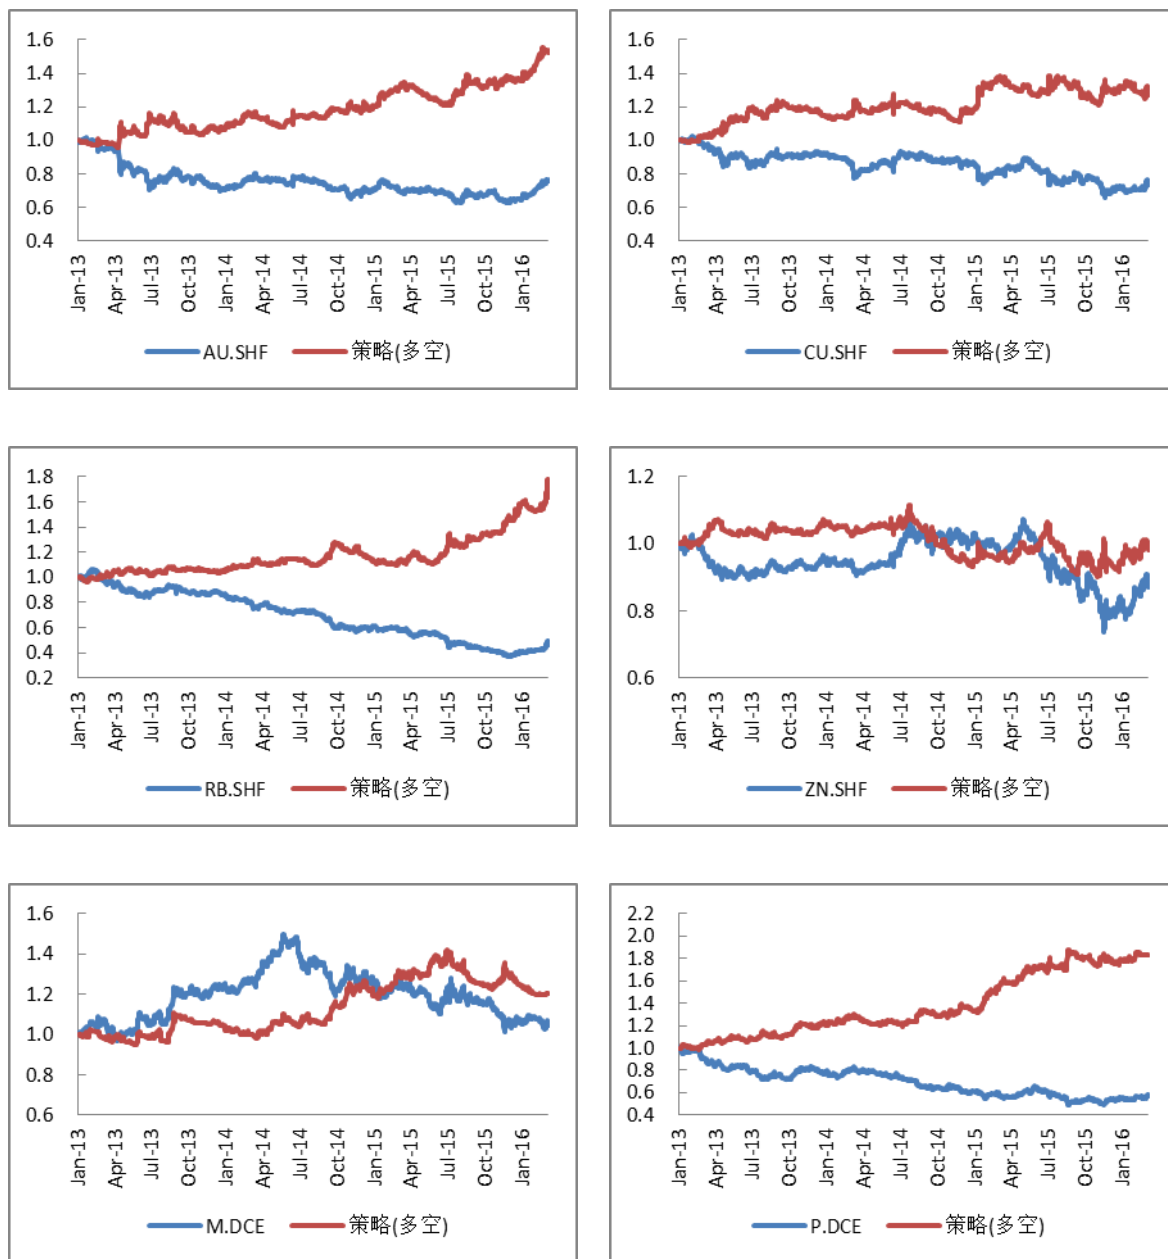 1.6
1.4
1.2
1.0
0.8
0.6
0.4
Jan-13
Apr-13
Jul-13
Oct-13
Jan-14
Apr-14
Jul-14
Oct-14
Jan-15
Apr-15
Jul-15
Oct-15
Jan-16
AU.SHF 策略(多空)
1.6
1.4
1.2
1.0
0.8
0.6
0.4
Jan-13
Apr-13
Jul-13
Oct-13
Jan-14
Apr-14
Jul-14
Oct-14
Jan-15
Apr-15
Jul-15
Oct-15
Jan-16
CU.SHF 策略(多空)
1.8
1.6
1.4
1.2
1.0
0.8
0.6
0.4
0.2
Jan-13
Apr-13
Jul-13
Oct-13
Jan-14
Apr-14
Jul-14
Oct-14
Jan-15
Apr-15
Jul-15
Oct-15
Jan-16
RB.SHF 策略(多空)
1.2
1.0
0.8
0.6
Jan-13
Apr-13
Jul-13
Oct-13
Jan-14
Apr-14
Jul-14
Oct-14
Jan-15
Apr-15
Jul-15
Oct-15
Jan-16
ZN.SHF 策略(多空)
1.6
1.4
1.2
1.0
0.8
0.6
Jan-13
Apr-13
Jul-13
Oct-13
Jan-14
Apr-14
Jul-14
Oct-14
Jan-15
Apr-15
Jul-15
Oct-15
Jan-16
M.DCE 策略(多空)
2.2
2.0
1.8
1.6
1.4
1.2
1.0
0.8
0.6
0.4
Jan-13
Apr-13
Jul-13
Oct-13
Jan-14
Apr-14
Jul-14
Oct-14
Jan-15
Apr-15
Jul-15
Oct-15
Jan-16
P.DCE 策略(多空)